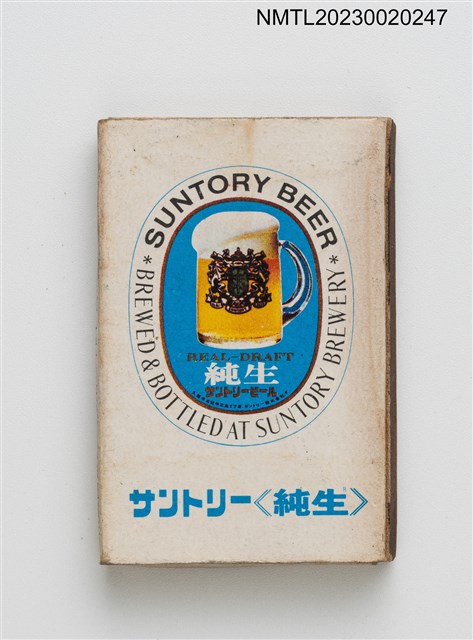 NMTL20230020247
SUNTORY BEER
* BREWED & BOTTLED AT SUNTORY BREWERY *
REAL-DRAFT
純生
サントリービール
サントリー《純生》